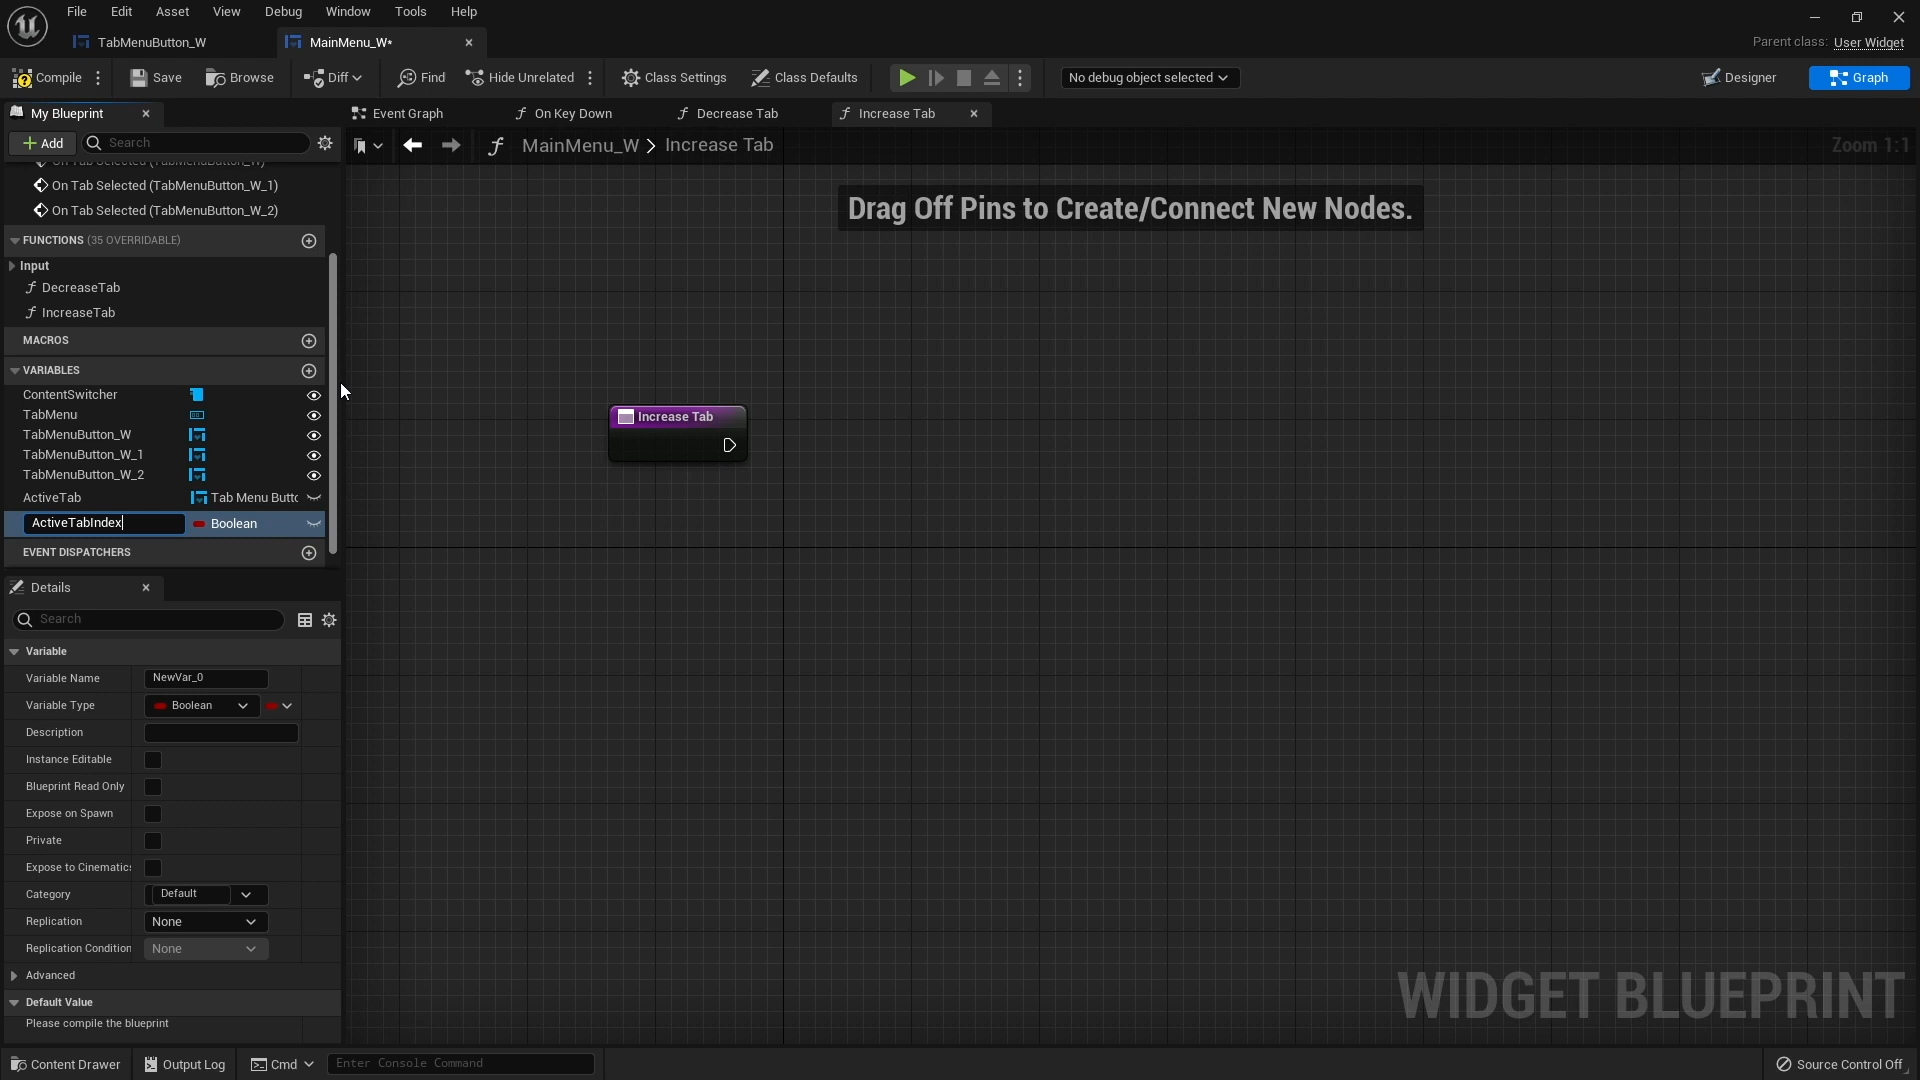 File Edit Asset View Debug Window Tools Help
TabMenuButton_W
MainMenu_W*
Parent class: User Widget
Compile Save Browse Diff Find Hide Unrelated Class Settings Class Defaults No debug object selected Designer Graph
My Blueprint
Event Graph On Key Down Decrease Tab Increase Tab
Add Search
MainMenu_W > Increase Tab
Zoom 1:1
On Tab Selected (TabMenuButton_W)
On Tab Selected (TabMenuButton_W_1)
On Tab Selected (TabMenuButton_W_2)
Drag Off Pins to Create/Connect New Nodes.
FUNCTIONS (35 OVERRIDABLE)
Input
DecreaseTab
IncreaseTab
MACROS
VARIABLES
ContentSwitcher
TabMenu
TabMenuButton_W
TabMenuButton_W_1
TabMenuButton_W_2
ActiveTab Tab Menu Butto
ActiveTabIndex Boolean
EVENT DISPATCHERS
Increase Tab
Details
Search
Variable
Variable Name NewVar_0
Variable Type Boolean
Description
Instance Editable
Blueprint Read Only
Expose on Spawn
Private
Expose to Cinematics
Category Default
Replication None
Replication Condition None
Advanced
Default Value
Please compile the blueprint
WIDGET BLUEPRINT
Content Drawer Output Log Cmd Enter Console Command Source Control Off